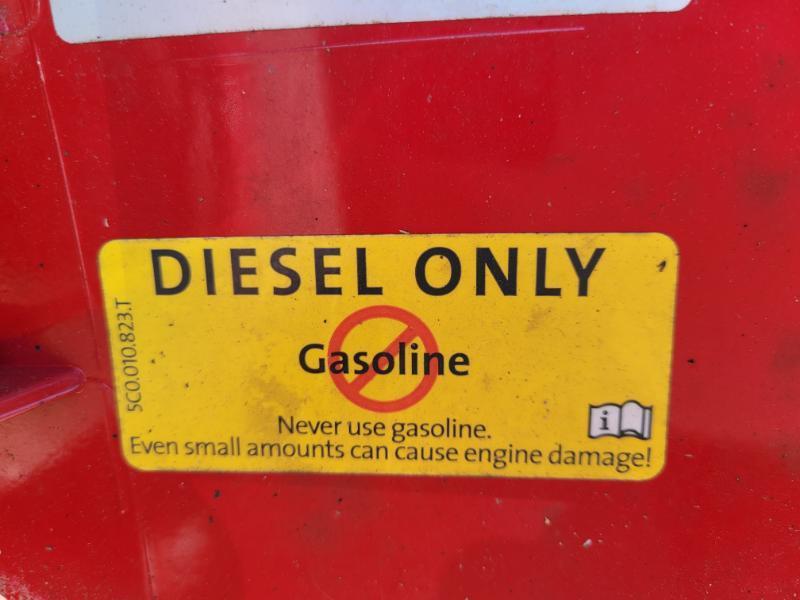 DIESEL ONLY
Gasoline
5C0.010.823.T
i
Never use gasoline.
Even small amounts can cause engine damage!